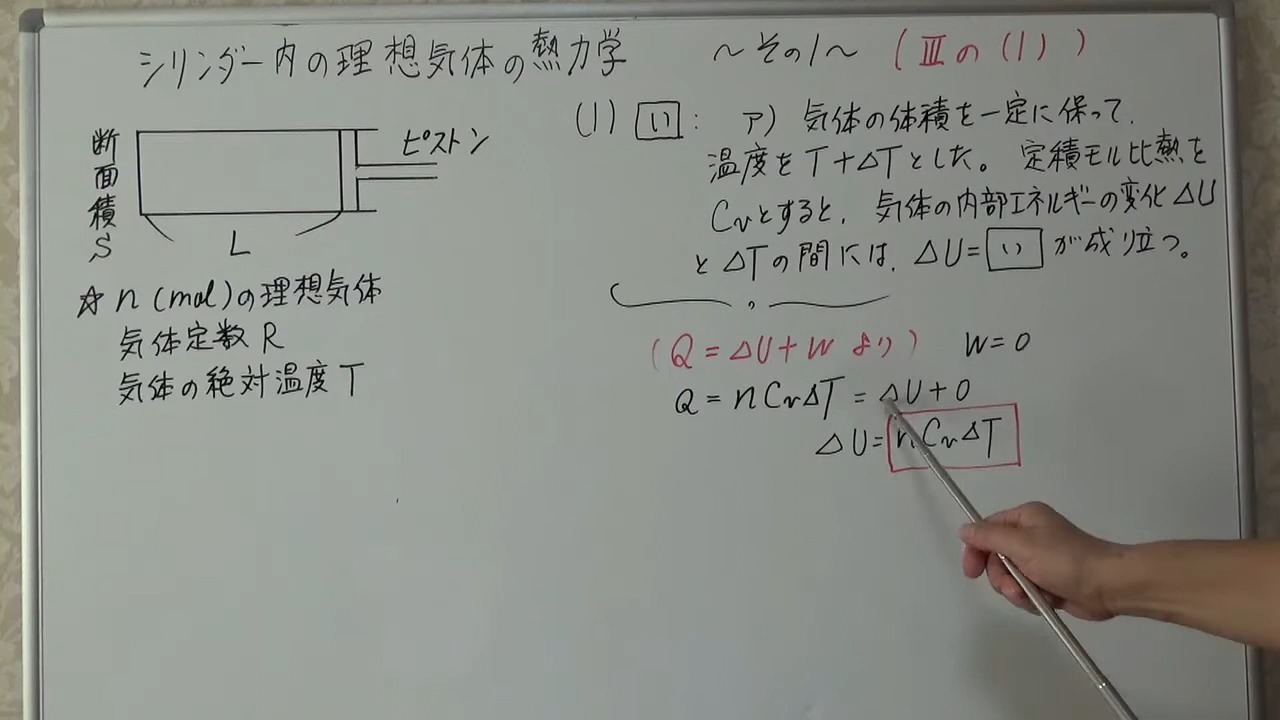 シリンダー内の理想気体の熱力学 ～その1～ (Ⅲの(1))
断面積S
ピストン
L
☆ n (mol)の理想気体
気体定数 R
気体の絶対温度 T
(1) い: ア) 気体の体積を一定に保って、
温度を T+ΔTとした。定積モル比熱を
Cvとすると、気体の内部エネルギーの変化 ΔU
と ΔTの間には、ΔU= い が成り立つ。
(Q=ΔU+W より) W=0
Q=nCvΔT=ΔU+0
ΔU=nCvΔT